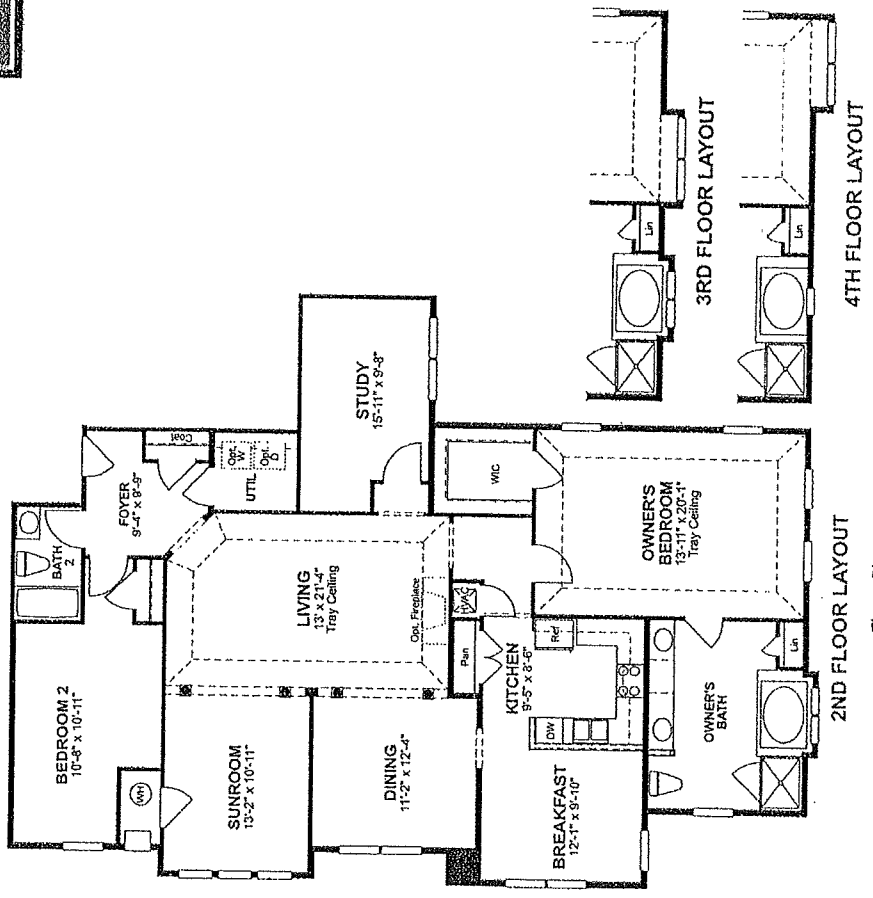 BATH
2
FOYER
9'-4" x 9'-9"
Coat
Opt.
W
Opt.
D
UTIL
STUDY
15'-11" x 9'-8"
BEDROOM 2
10'-8" x 10'-11"
WH
LIVING
13' x 21'-4"
Tray Ceiling
Opt. Fireplace
SUNROOM
13'-2" x 10'-11"
DINING
11'-2" x 12'-4"
HVAC
Pan
WIC
KITCHEN
9'-5" x 8'-6"
Ref
DW
BREAKFAST
12'-1" x 9'-10"
OWNER'S
BEDROOM
13'-11" x 20'-1"
Tray Ceiling
OWNER'S
BATH
Lin
2ND FLOOR LAYOUT
Lin
3RD FLOOR LAYOUT
Lin
4TH FLOOR LAYOUT